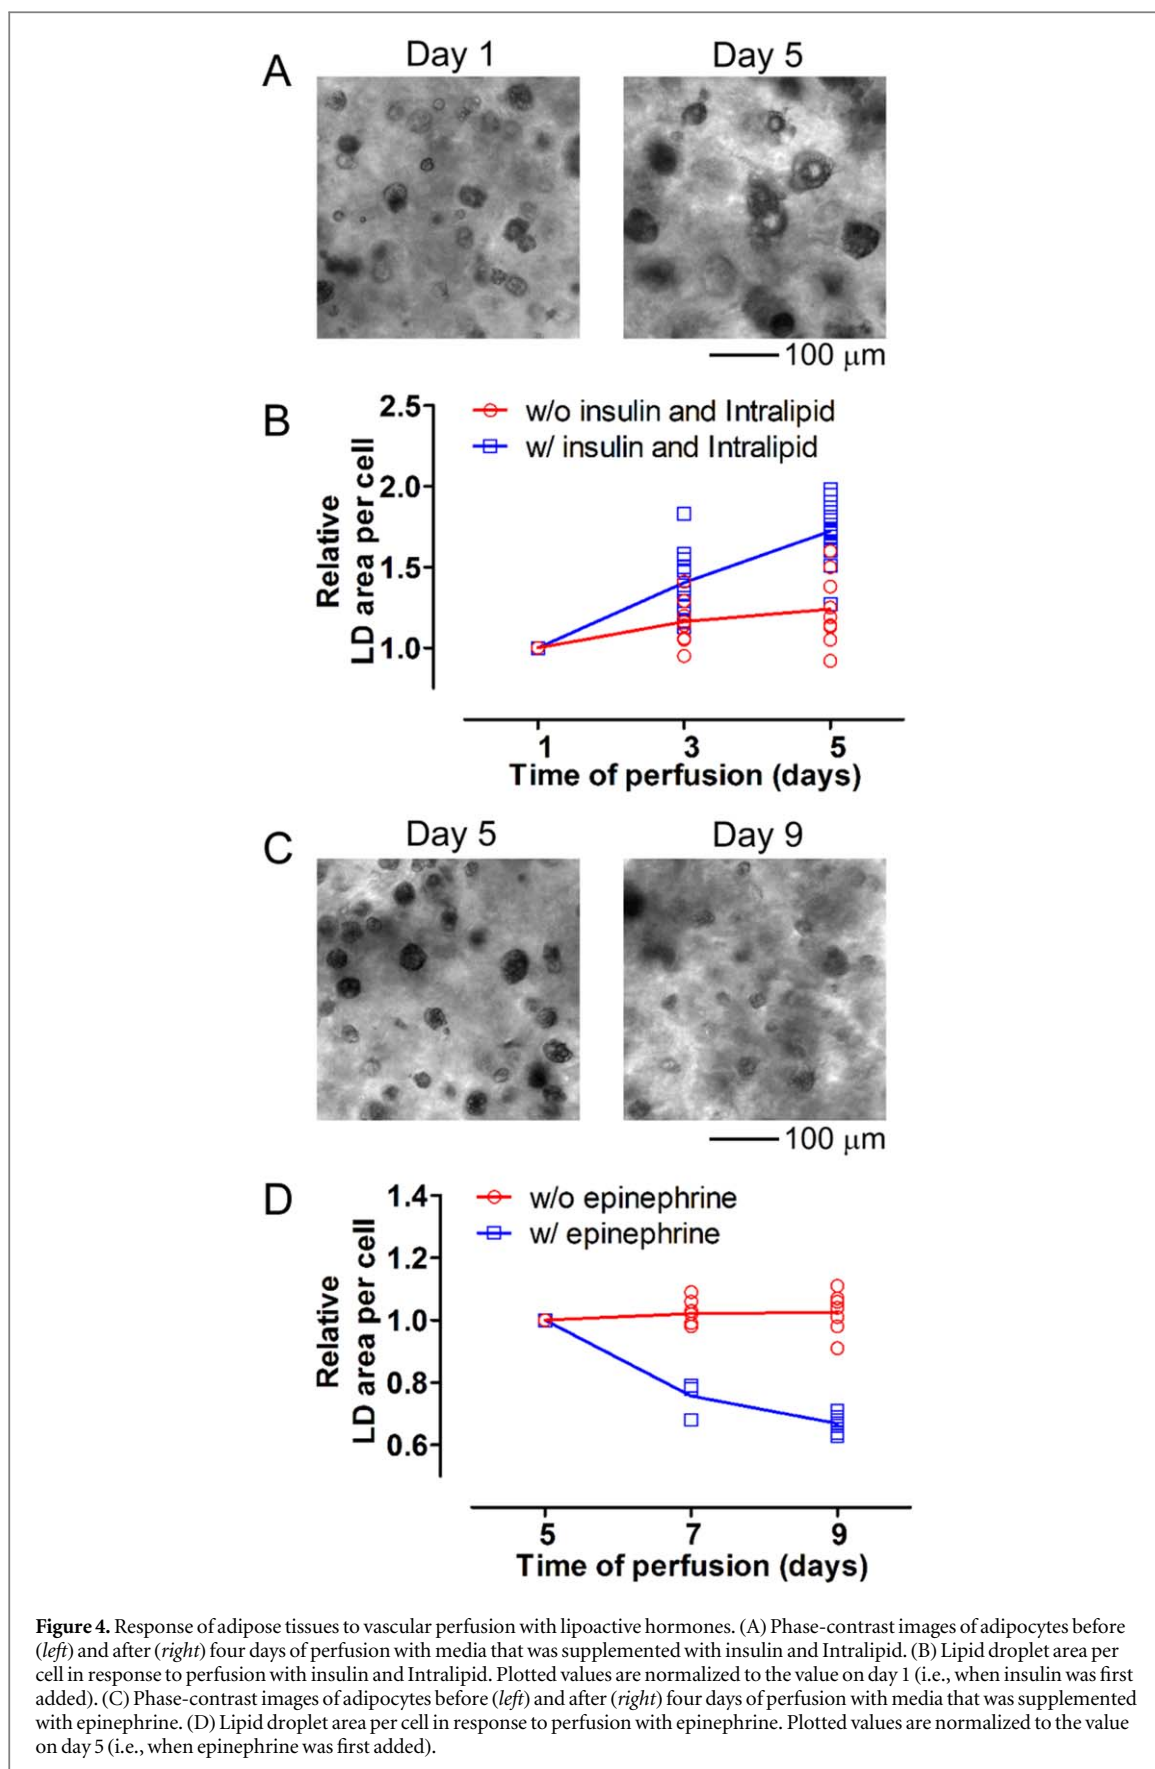 A
Day 1
Day 5
100 μm
B
2.5
2.0
1.5
1.0
Relative
LD area per cell
w/o insulin and Intralipid
w/ insulin and Intralipid
1 3 5
Time of perfusion (days)
C
Day 5
Day 9
100 μm
D
1.4
1.2
1.0
0.8
0.6
Relative
LD area per cell
w/o epinephrine
w/ epinephrine
5 7 9
Time of perfusion (days)
Figure 4. Response of adipose tissues to vascular perfusion with lipoactive hormones. (A) Phase-contrast images of adipocytes before
(left) and after (right) four days of perfusion with media that was supplemented with insulin and Intralipid. (B) Lipid droplet area per
cell in response to perfusion with insulin and Intralipid. Plotted values are normalized to the value on day 1 (i.e., when insulin was first
added). (C) Phase-contrast images of adipocytes before (left) and after (right) four days of perfusion with media that was supplemented
with epinephrine. (D) Lipid droplet area per cell in response to perfusion with epinephrine. Plotted values are normalized to the value
on day 5 (i.e., when epinephrine was first added).